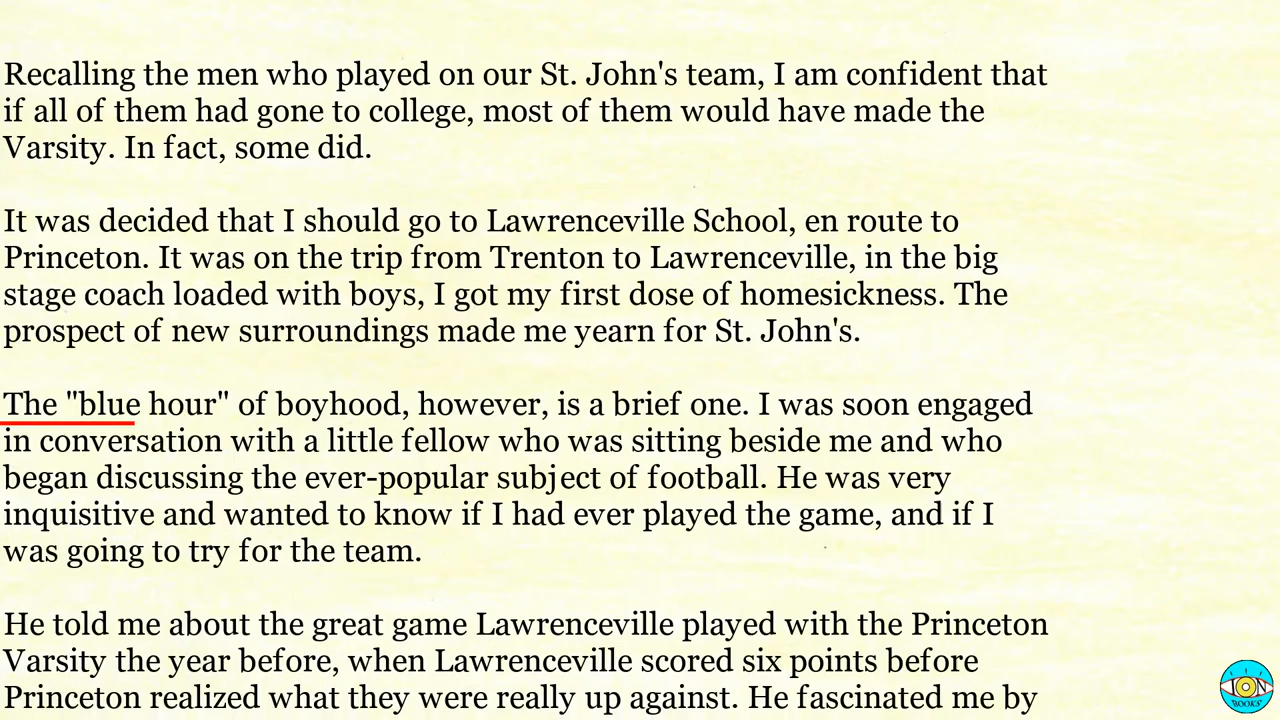 Recalling the men who played on our St. John's team, I am confident that
if all of them had gone to college, most of them would have made the
Varsity. In fact, some did.
It was decided that I should go to Lawrenceville School, en route to
Princeton. It was on the trip from Trenton to Lawrenceville, in the big
stage coach loaded with boys, I got my first dose of homesickness. The
prospect of new surroundings made me yearn for St. John's.
The "blue hour" of boyhood, however, is a brief one. I was soon engaged
in conversation with a little fellow who was sitting beside me and who
began discussing the ever-popular subject of football. He was very
inquisitive and wanted to know if I had ever played the game, and if I
was going to try for the team.
He told me about the great game Lawrenceville played with the Princeton
Varsity the year before, when Lawrenceville scored six points before
Princeton realized what they were really up against. He fascinated me by
ION
BOOKS